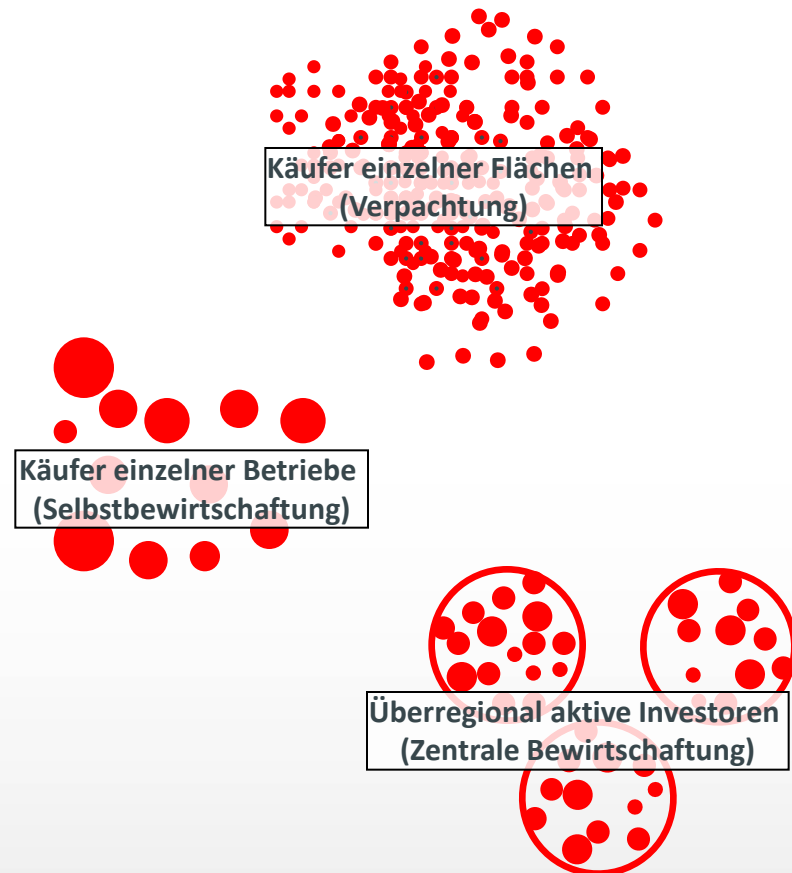 Käufer einzelner Flächen
(Verpachtung)
Käufer einzelner Betriebe
(Selbstbewirtschaftung)
Überregional aktive Investoren
(Zentrale Bewirtschaftung)